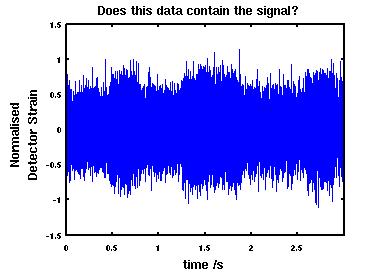 Does this data contain the signal?
1.5
1
0.5
0
-0.5
-1
-1.5
Normalised
Detector Strain
0 0.5 1 1.5 2 2.5
time /s